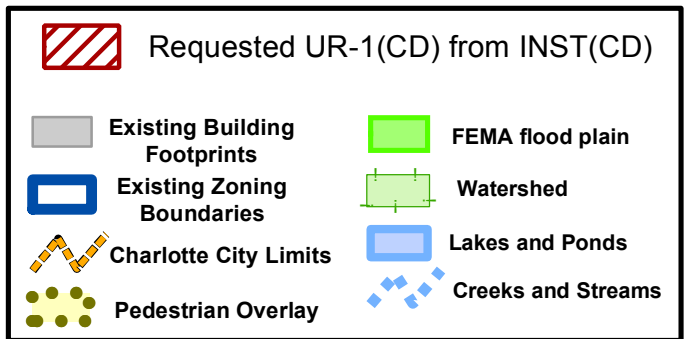 Requested UR-1(CD) from INST(CD)
Existing Building
Footprints
Existing Zoning
Boundaries
Charlotte City Limits
Pedestrian Overlay
FEMA flood plain
Watershed
Lakes and Ponds
Creeks and Streams